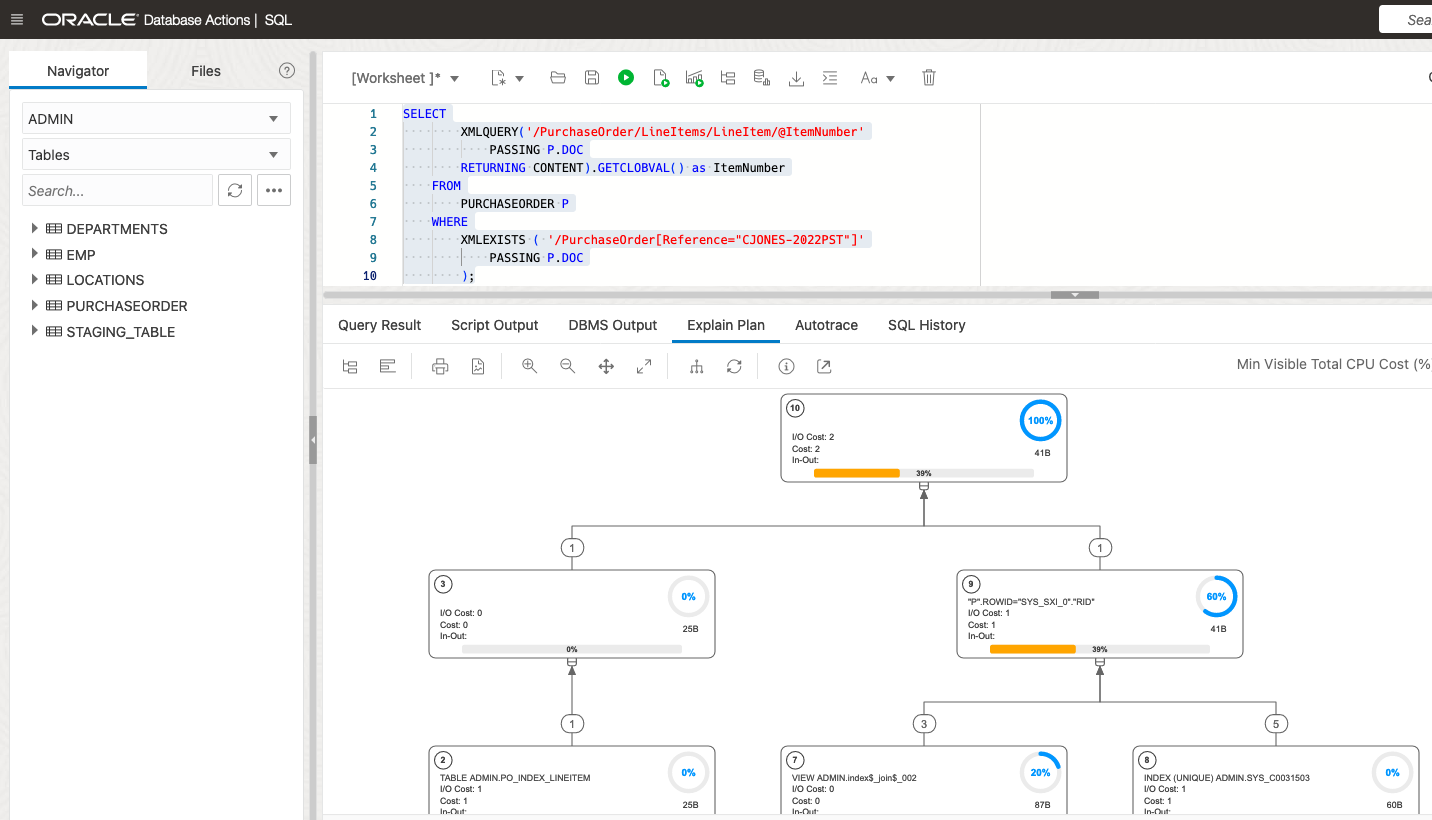 ORACLE Database Actions | SQL
Sea
Navigator
Files
?
ADMIN
Tables
Search...
DEPARTMENTS
EMP
LOCATIONS
PURCHASEORDER
STAGING_TABLE
[Worksheet ]*
Aa
1 SELECT
2 XMLQUERY('/PurchaseOrder/LineItems/LineItem/@ItemNumber'
3 PASSING P.DOC
4 RETURNING CONTENT).GETCLOBVAL() as ItemNumber
5 FROM
6 PURCHASEORDER P
7 WHERE
8 XMLEXISTS ( '/PurchaseOrder[Reference="CJONES-2022PST"]'
9 PASSING P.DOC
10 );
Query Result
Script Output
DBMS Output
Explain Plan
Autotrace
SQL History
Min Visible Total CPU Cost (%)
10
100%
I/O Cost: 2
Cost: 2
41B
In-Out:
39%
1
1
3
0%
I/O Cost: 0
Cost: 0
25B
In-Out:
0%
9
60%
"P".ROWID="SYS_SXI_0"."RID"
I/O Cost: 1
Cost: 1
41B
In-Out:
39%
1
3
5
2
0%
TABLE ADMIN.PO_INDEX_LINEITEM
I/O Cost: 1
Cost: 1
25B
In-Out:
7
20%
VIEW ADMIN.index$_join$_002
I/O Cost: 0
Cost: 0
87B
In-Out:
8
0%
INDEX (UNIQUE) ADMIN.SYS_C0031503
I/O Cost: 1
Cost: 1
60B
In-Out: